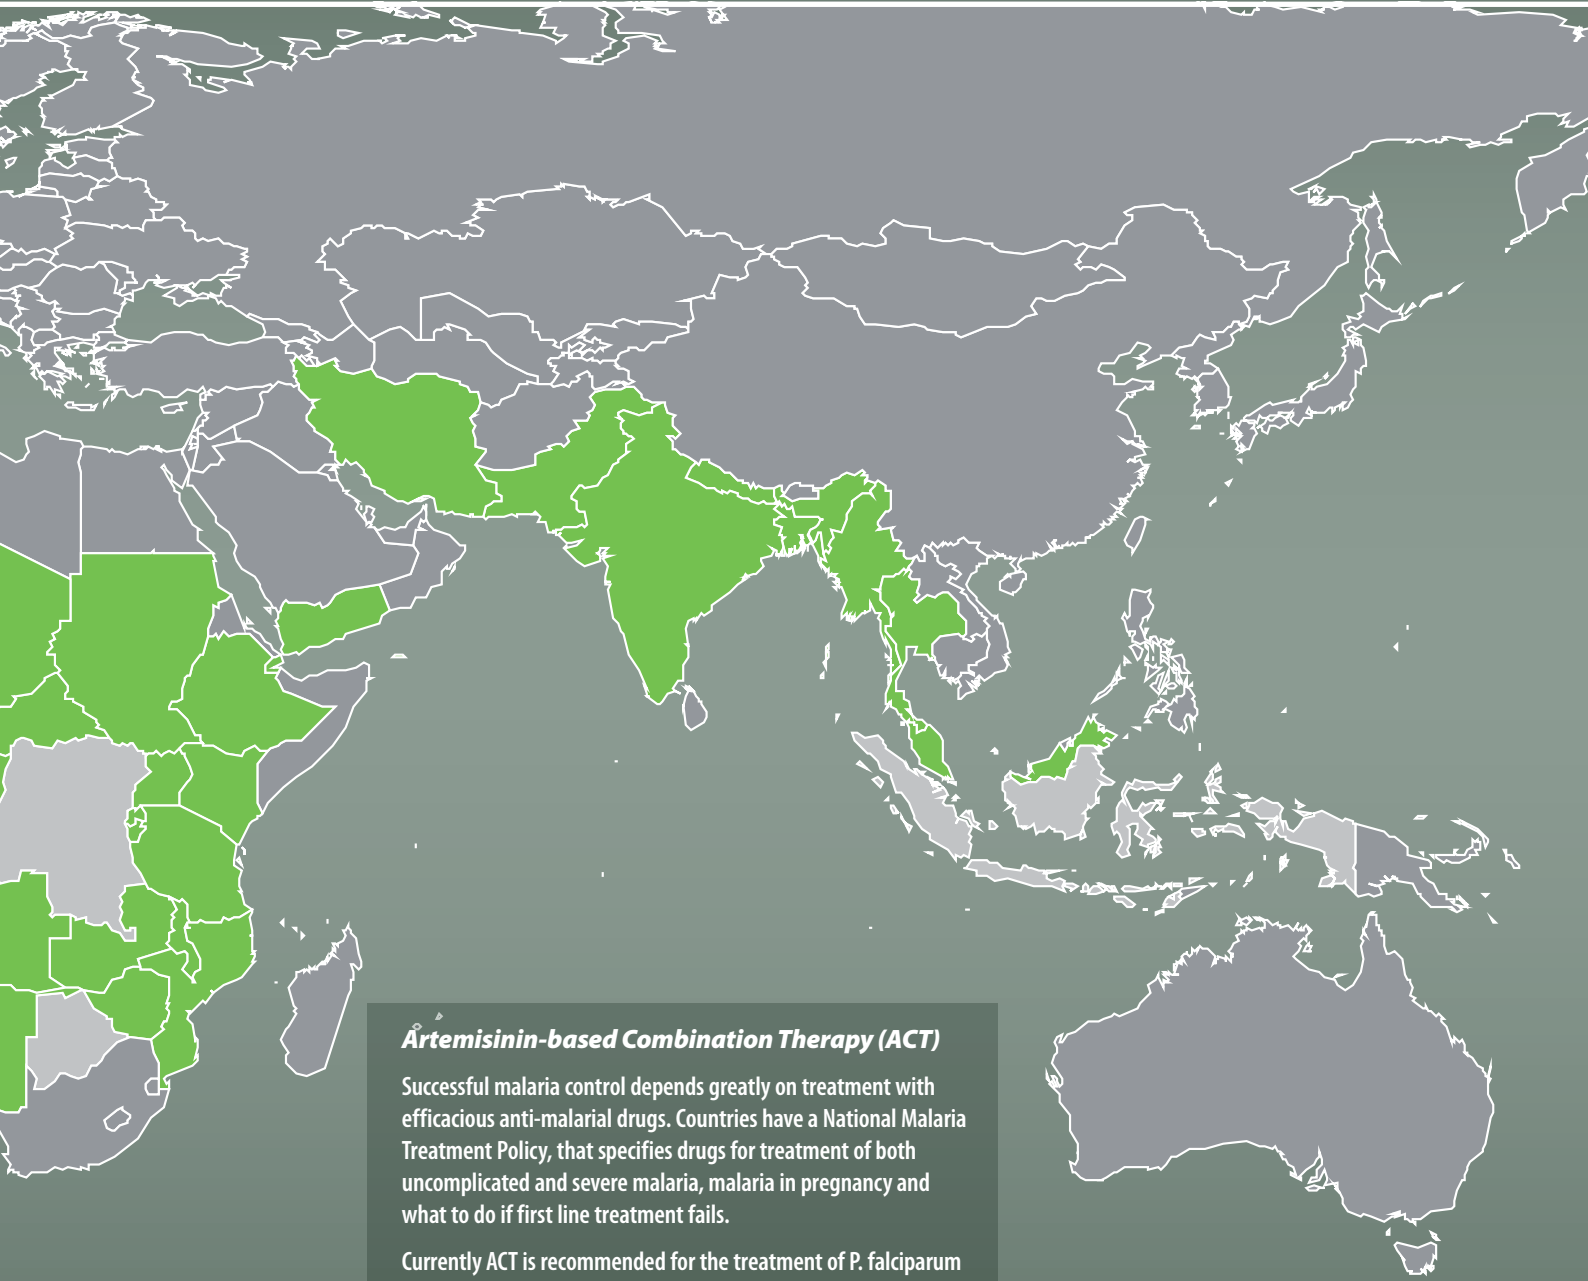 Artemisinin-based Combination Therapy (ACT)
Successful malaria control depends greatly on treatment with
efficacious anti-malarial drugs. Countries have a National Malaria
Treatment Policy, that specifies drugs for treatment of both
uncomplicated and severe malaria, malaria in pregnancy and
what to do if first line treatment fails.
Currently ACT is recommended for the treatment of P. falciparum